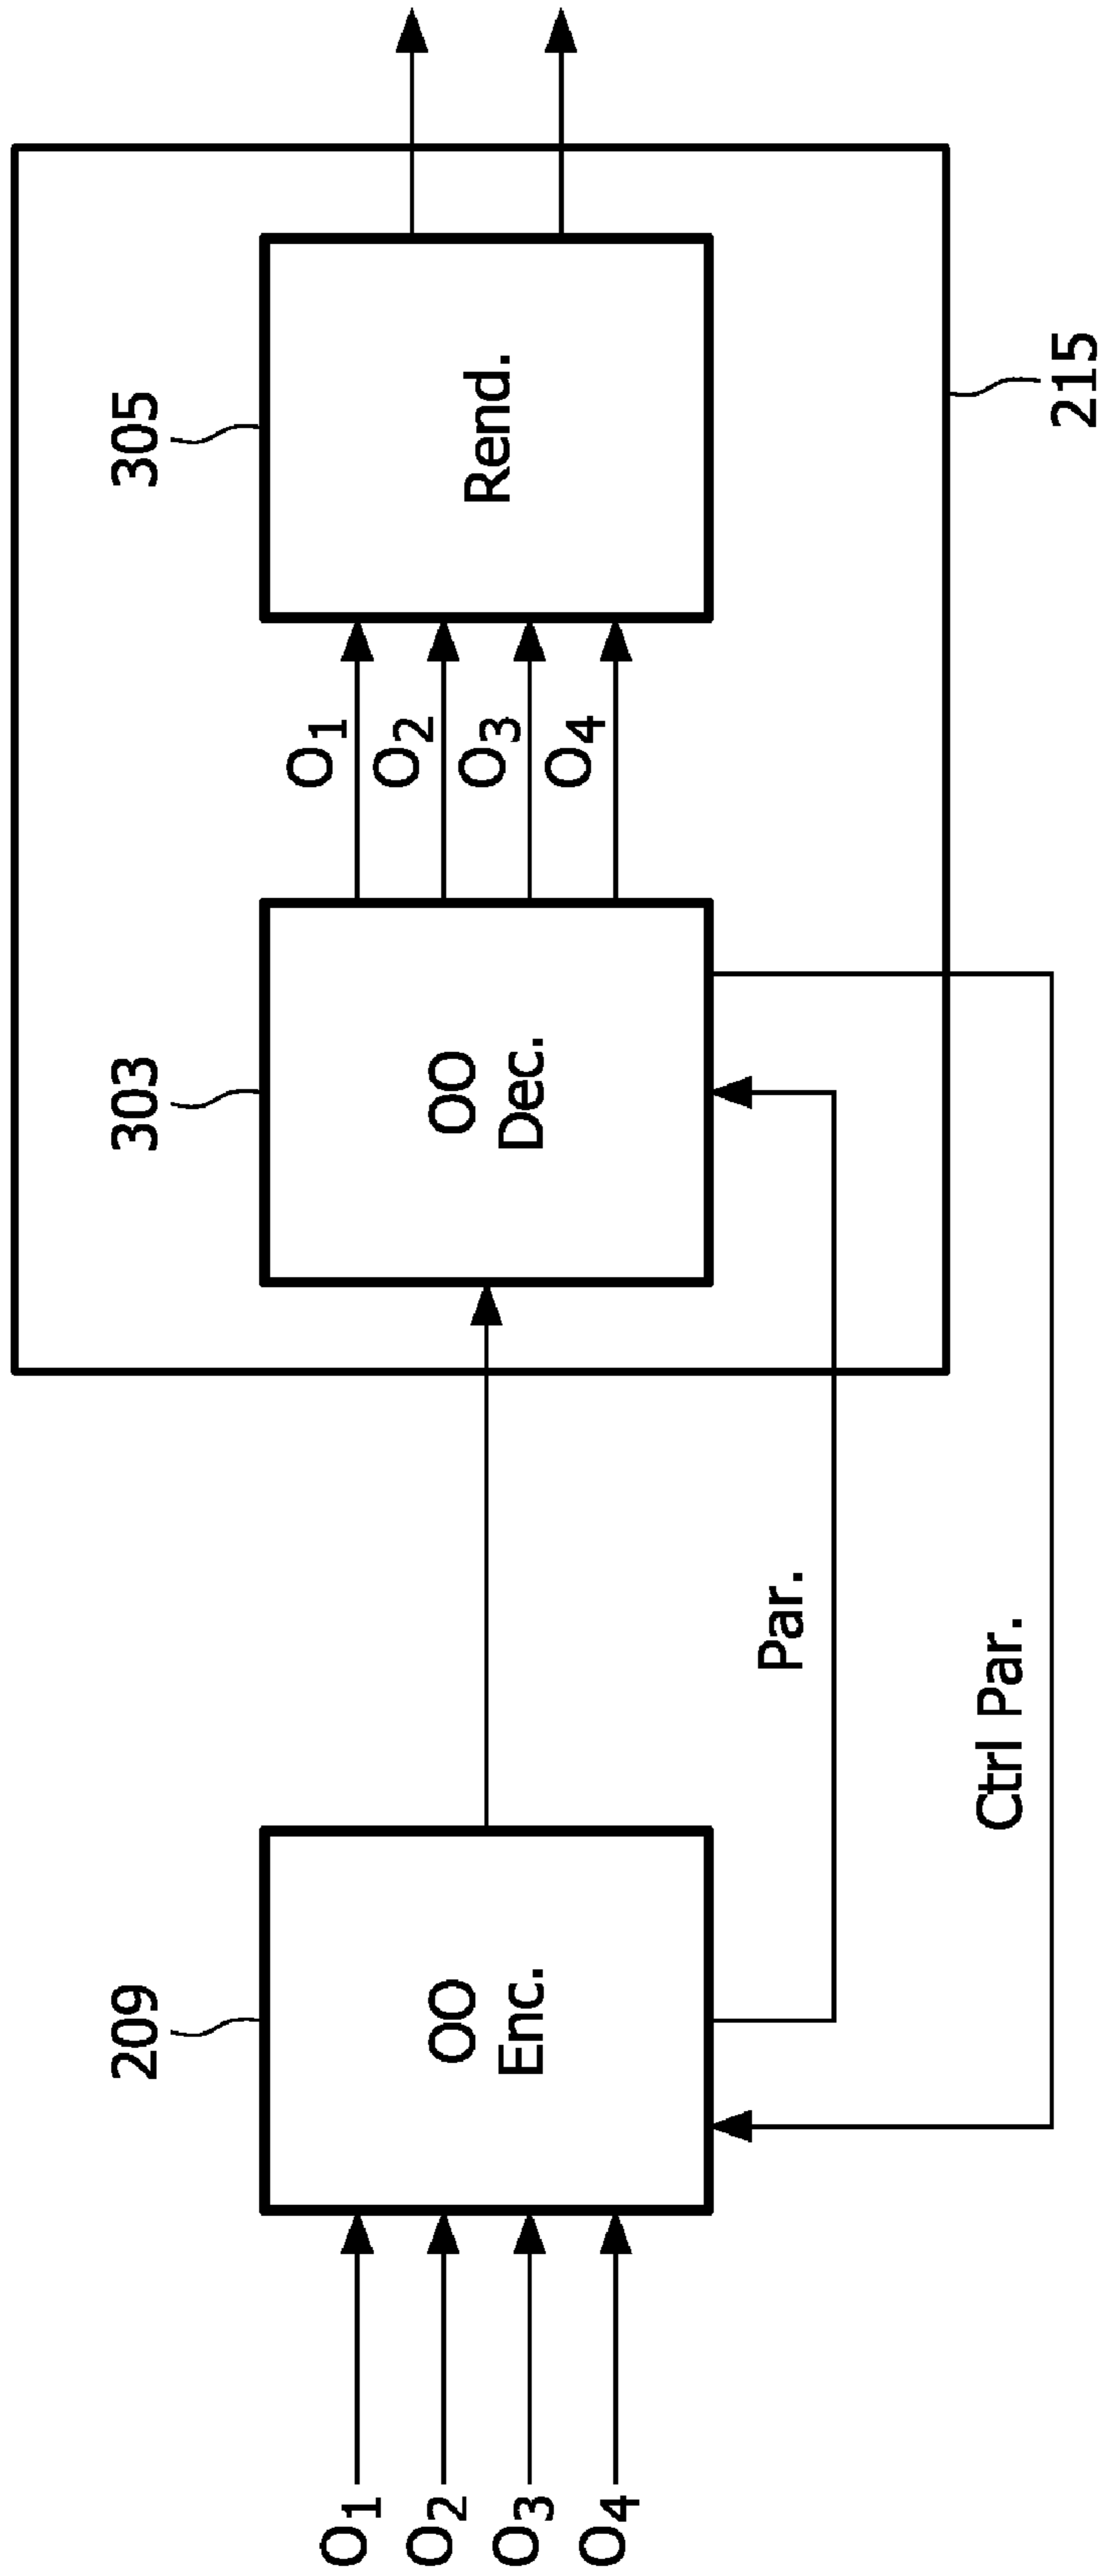 209
303
305
O1
O2
O3
O4
OO
Enc.
OO
Dec.
O1
O2
O3
O4
Rend.
Par.
Ctrl Par.
215